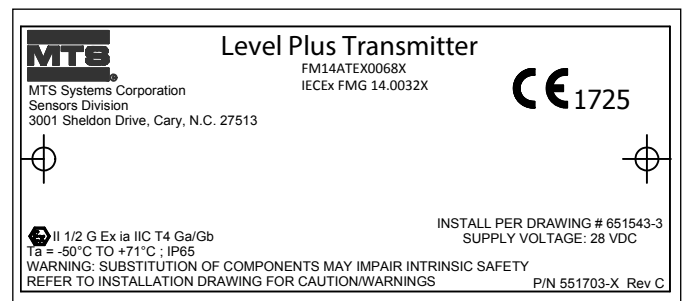 MTS
®
Level Plus Transmitter
FM14ATEX0068X
IECEx FMG 14.0032X
MTS Systems Corporation
Sensors Division
3001 Sheldon Drive, Cary, N.C. 27513
CE 1725
Ex II 1/2 G Ex ia IIC T4 Ga/Gb
Ta = -50°C TO +71°C ; IP65
INSTALL PER DRAWING # 651543-3
SUPPLY VOLTAGE: 28 VDC
WARNING: SUBSTITUTION OF COMPONENTS MAY IMPAIR INTRINSIC SAFETY
REFER TO INSTALLATION DRAWING FOR CAUTION/WARNINGS
P/N 551703-X Rev C